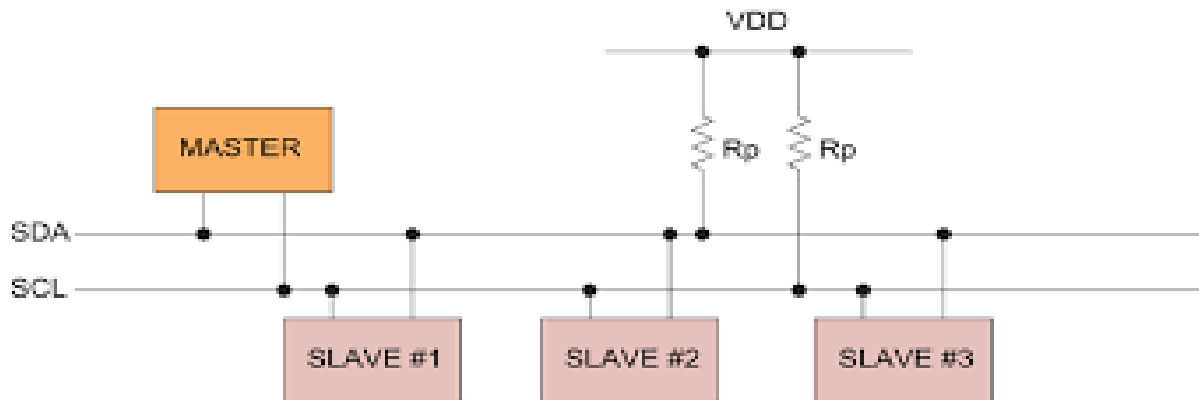 VDD
MASTER
Rp
Rp
SDA
SCL
SLAVE #1
SLAVE #2
SLAVE #3